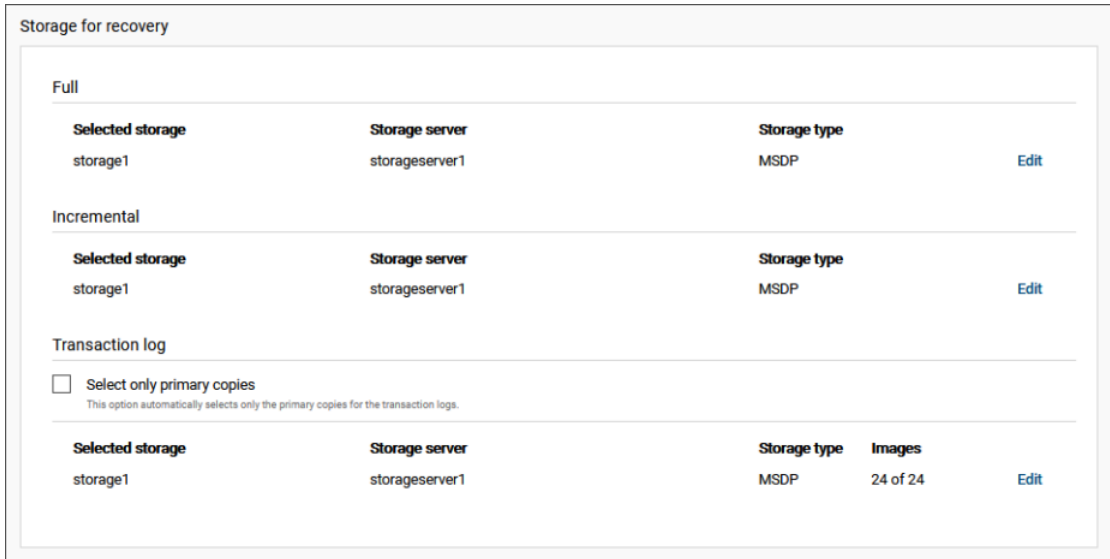 Storage for recovery
Full
Selected storage Storage server Storage type
storage1 storageserver1 MSDP Edit
Incremental
Selected storage Storage server Storage type
storage1 storageserver1 MSDP Edit
Transaction log
Select only primary copies
This option automatically selects only the primary copies for the transaction logs.
Selected storage Storage server Storage type Images
storage1 storageserver1 MSDP 24 of 24 Edit